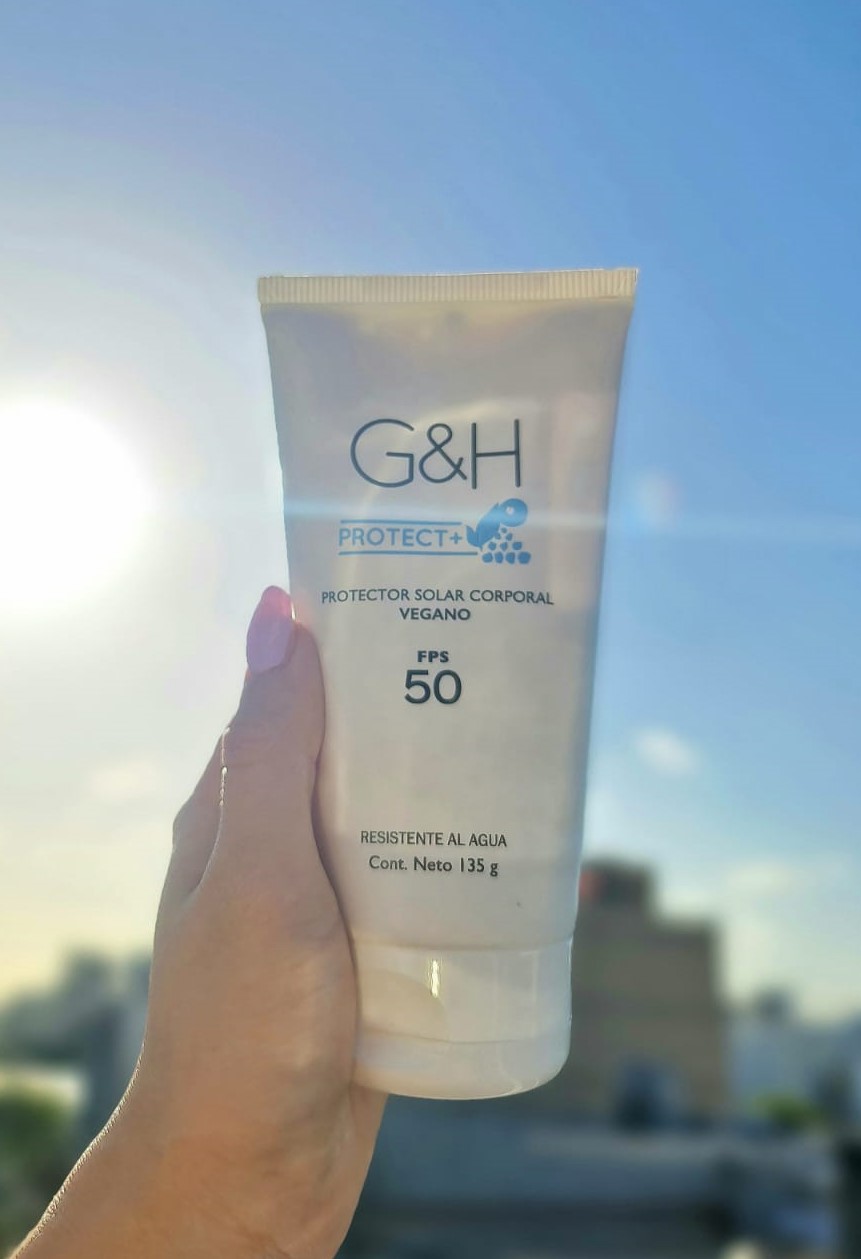 G&H
PROTECT+
PROTECTOR SOLAR CORPORAL
VEGANO
FPS
50
RESISTENTE AL AGUA
Cont. Neto 135 g